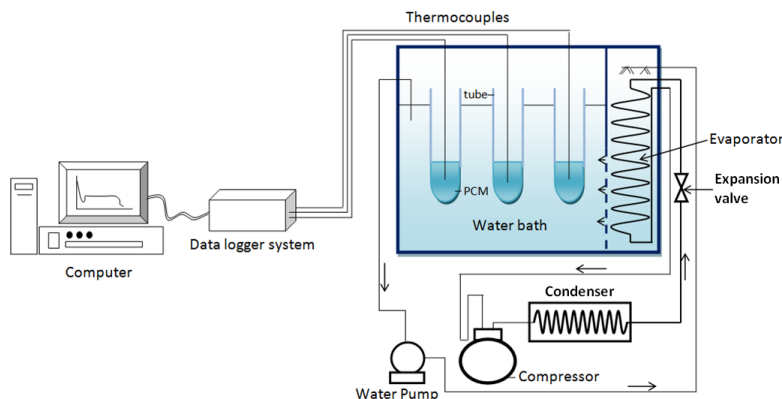 Thermocouples
tube
Evaporator
Expansion
valve
PCM
Water bath
Data logger system
Computer
Condenser
Compressor
Water Pump